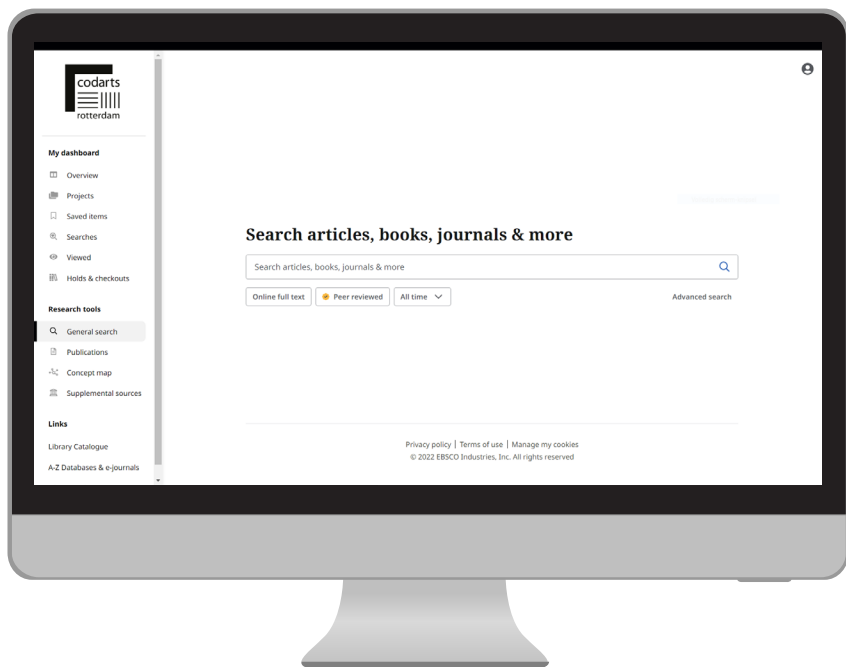 codarts
rotterdam
My dashboard
Overview
Projects
Saved items
Searches
Viewed
Holds & checkouts
Research tools
General search
Publications
Concept map
Supplemental sources
Links
Library Catalogue
A-Z Databases & e-journals
Search articles, books, journals & more
Search articles, books, journals & more
Online full text Peer reviewed All time Advanced search
Privacy policy | Terms of use | Manage my cookies
© 2022 EBSCO Industries, Inc. All rights reserved